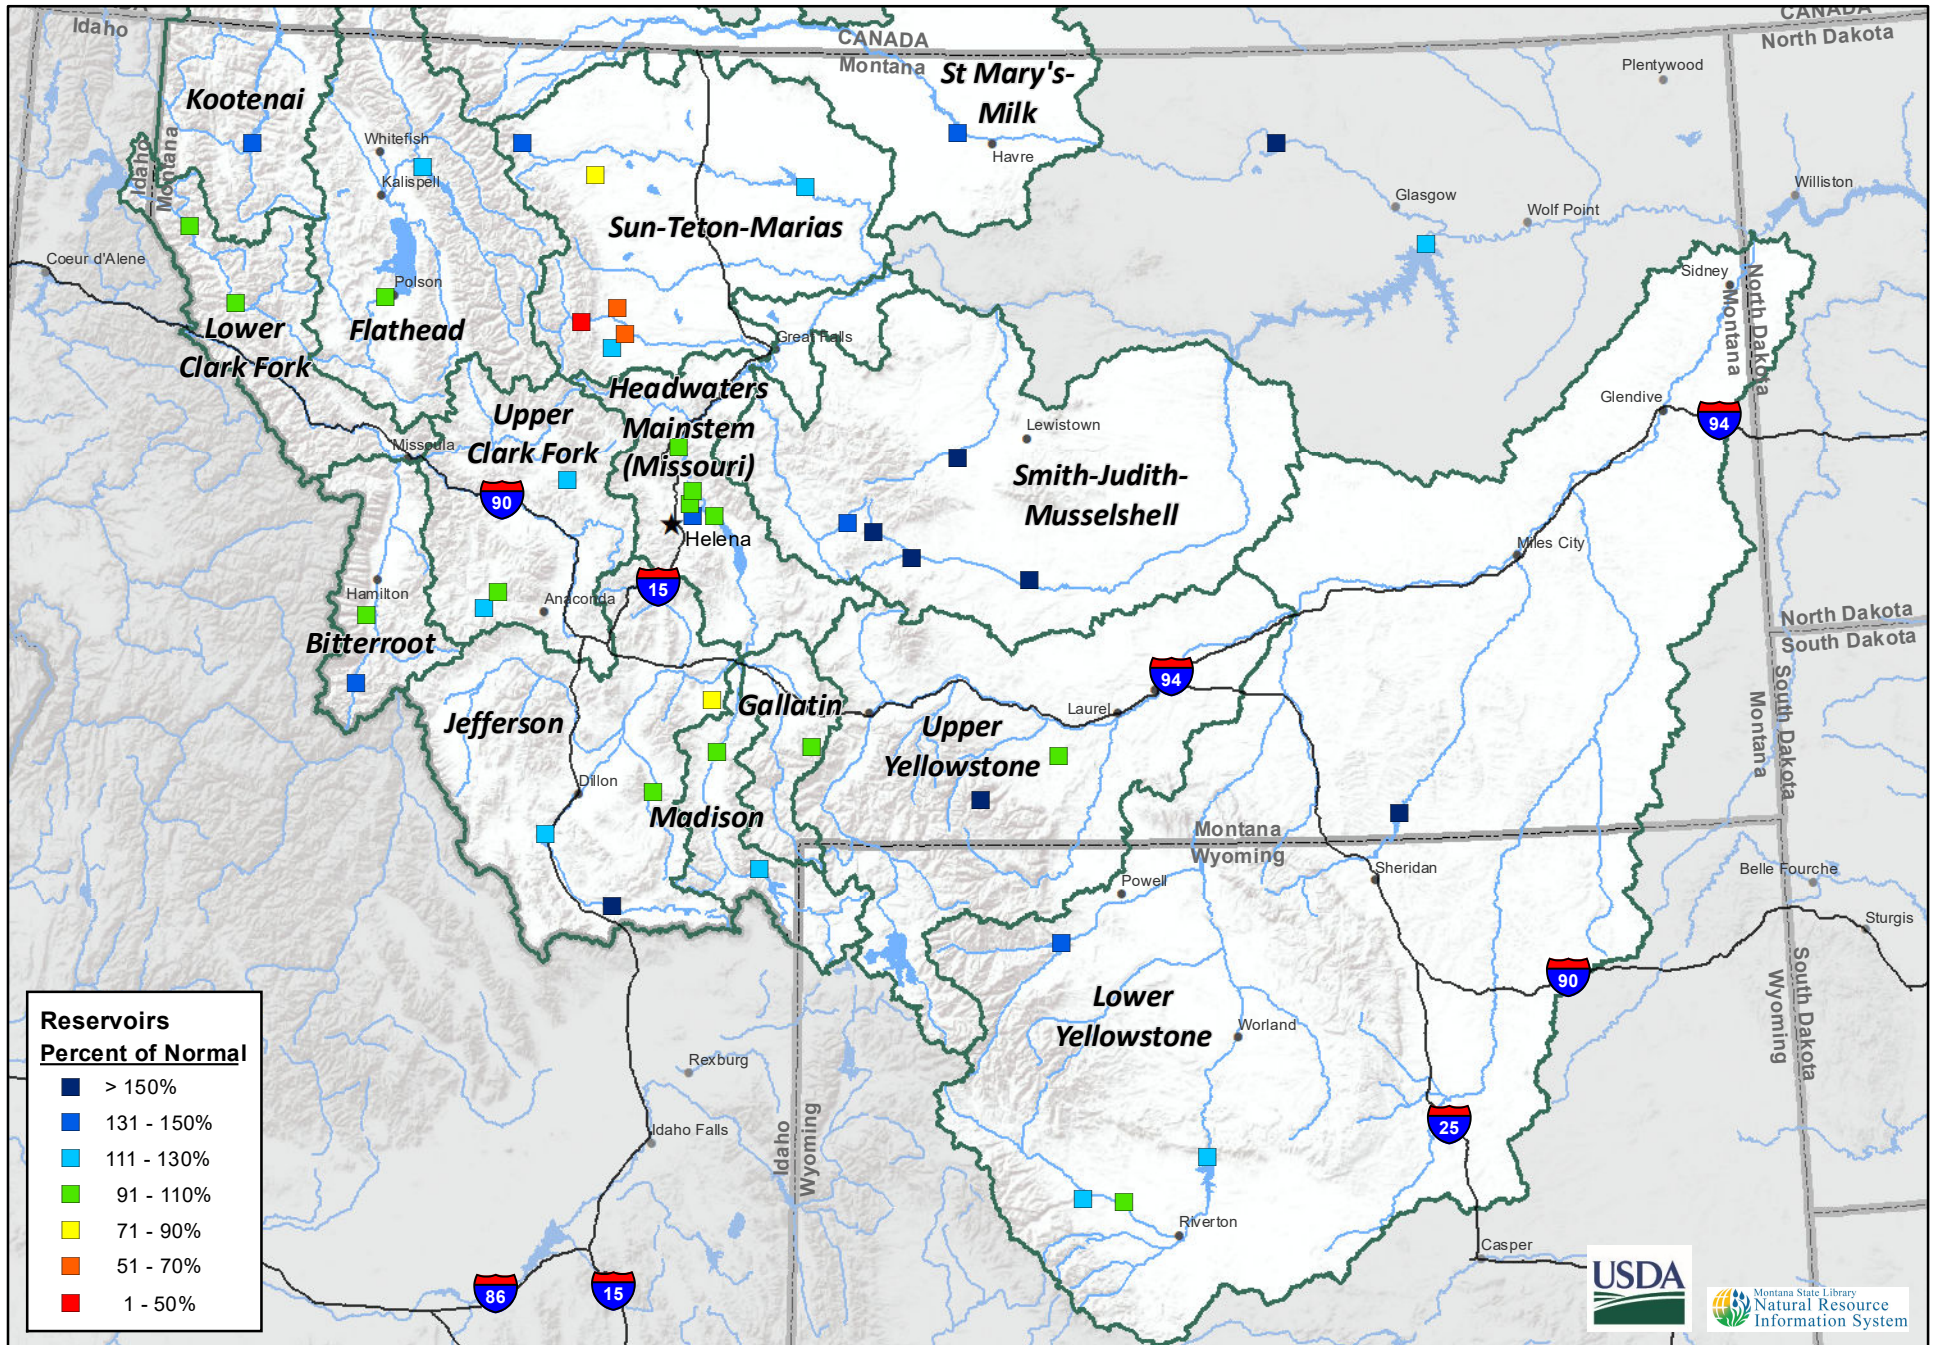 CANADA
Idaho
CANADA
Montana
CANADA
North Dakota
St Mary's-
Milk
Plentywood
Kootenai
Whitefish
Kalispell
Idaho
Montana
Havre
Glasgow
Wolf Point
Williston
Sun-Teton-Marias
Coeur d'Alene
Polson
Sidney
North Dakota
Montana
Lower
Clark Fork
Flathead
Great Falls
Headwaters
Mainstem
(Missouri)
Upper
Clark Fork
Missoula
Lewistown
Glendive
94
Smith-Judith-
Musselshell
90
Helena
Miles City
15
Hamilton
Anaconda
Bitterroot
North Dakota
South Dakota
94
Jefferson
Gallatin
Laurel
Upper
Yellowstone
South Dakota
Montana
Dillon
Madison
Montana
Wyoming
Sheridan
Powell
Belle Fourche
Sturgis
90
South Dakota
Wyoming
Lower
Yellowstone
Worland
Reservoirs
Percent of Normal
> 150%
131 - 150%
111 - 130%
91 - 110%
71 - 90%
51 - 70%
1 - 50%
Rexburg
Idaho Falls
Idaho
Wyoming
25
Riverton
Casper
86
15
USDA
Montana State Library
Natural Resource
Information System